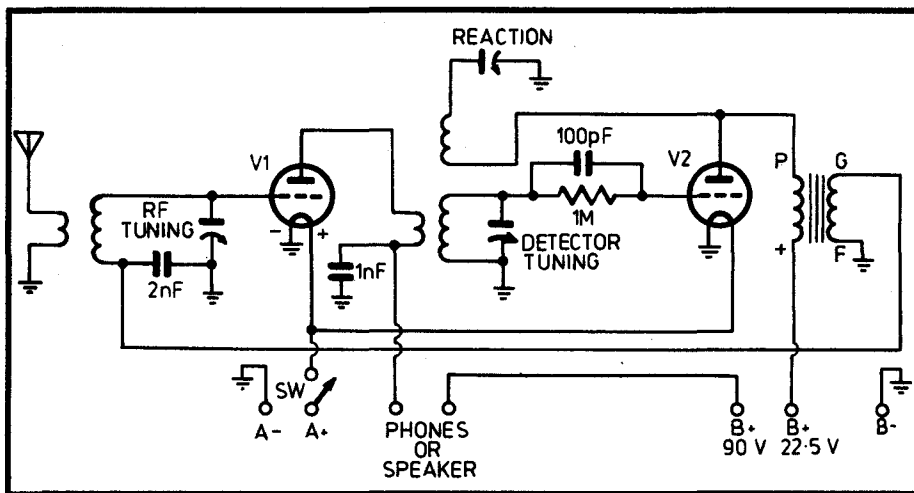 REACTION
100pF
V1
V2
P
G
RF
TUNING
-
+
1M
+
F
2nF
1nF
DETECTOR
TUNING
SW
A-
A+
PHONES
OR
SPEAKER
B+
90 V
B+
22·5 V
B-